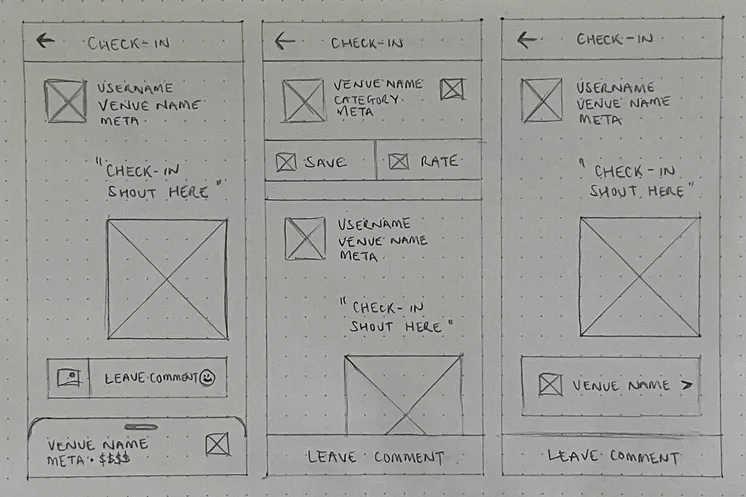 CHECK-IN
USERNAME
VENUE NAME
META
"CHECK-IN
SHOUT HERE"
LEAVE COMMENT
VENUE NAME
META • $$$$
CHECK-IN
VENUE NAME
CATEGORY
META
SAVE
RATE
USERNAME
VENUE NAME
META
"CHECK-IN
SHOUT HERE"
LEAVE COMMENT
CHECK-IN
USERNAME
VENUE NAME
META
"CHECK-IN
SHOUT HERE"
VENUE NAME >
LEAVE COMMENT